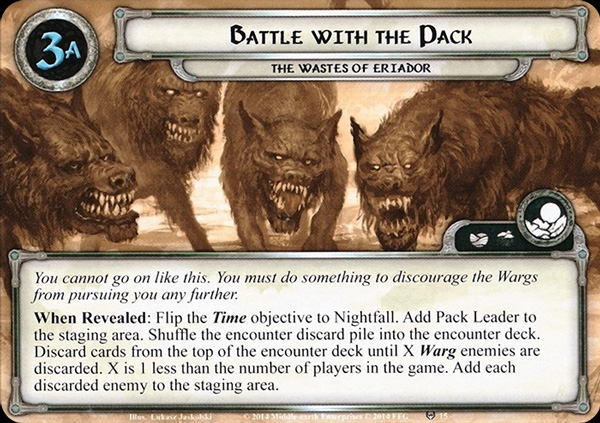 3A
BATTLE WITH THE PACK
THE WASTES OF ERIADOR
You cannot go on like this. You must do something to discourage the Wargs
from pursuing you any further.
When Revealed: Flip the Time objective to Nightfall. Add Pack Leader to
the staging area. Shuffle the encounter discard pile into the encounter deck.
Discard cards from the top of the encounter deck until X Warg enemies are
discarded. X is 1 less than the number of players in the game. Add each
discarded enemy to the staging area.
Illus. Lukasz Jaskolski © 2014 Middle-earth Enterprises © 2014 FFG 15